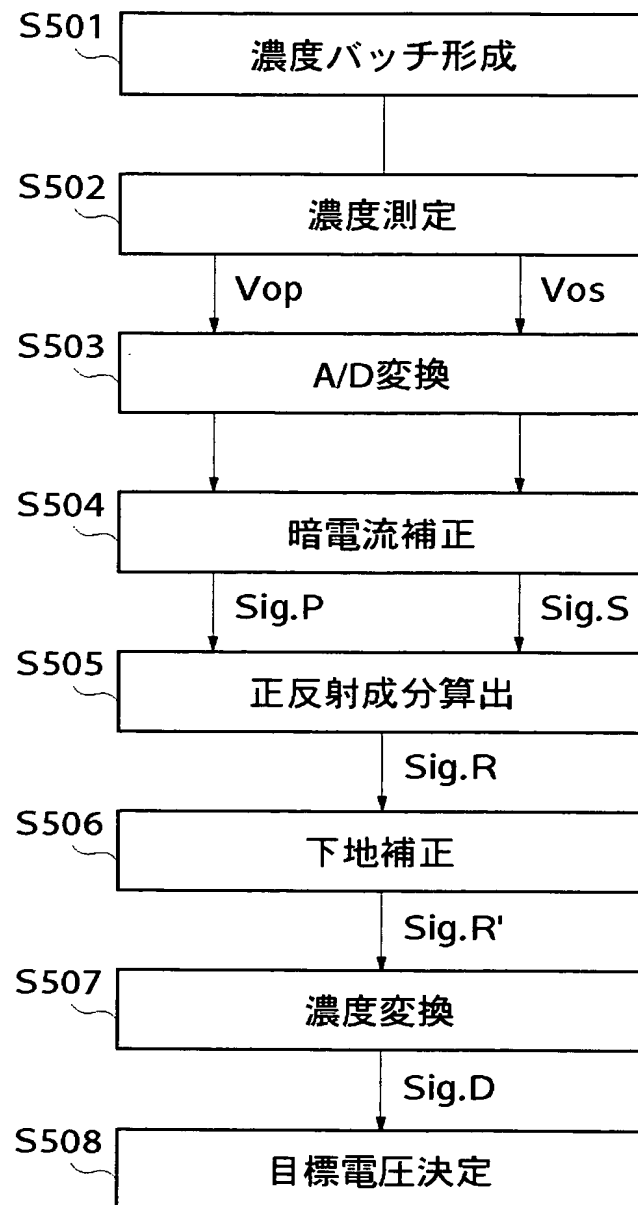 S501
濃度バッチ形成
S502
濃度測定
Vop
Vos
S503
A/D変換
S504
暗電流補正
Sig.P
Sig.S
S505
正反射成分算出
Sig.R
S506
下地補正
Sig.R'
S507
濃度変換
Sig.D
S508
目標電圧決定